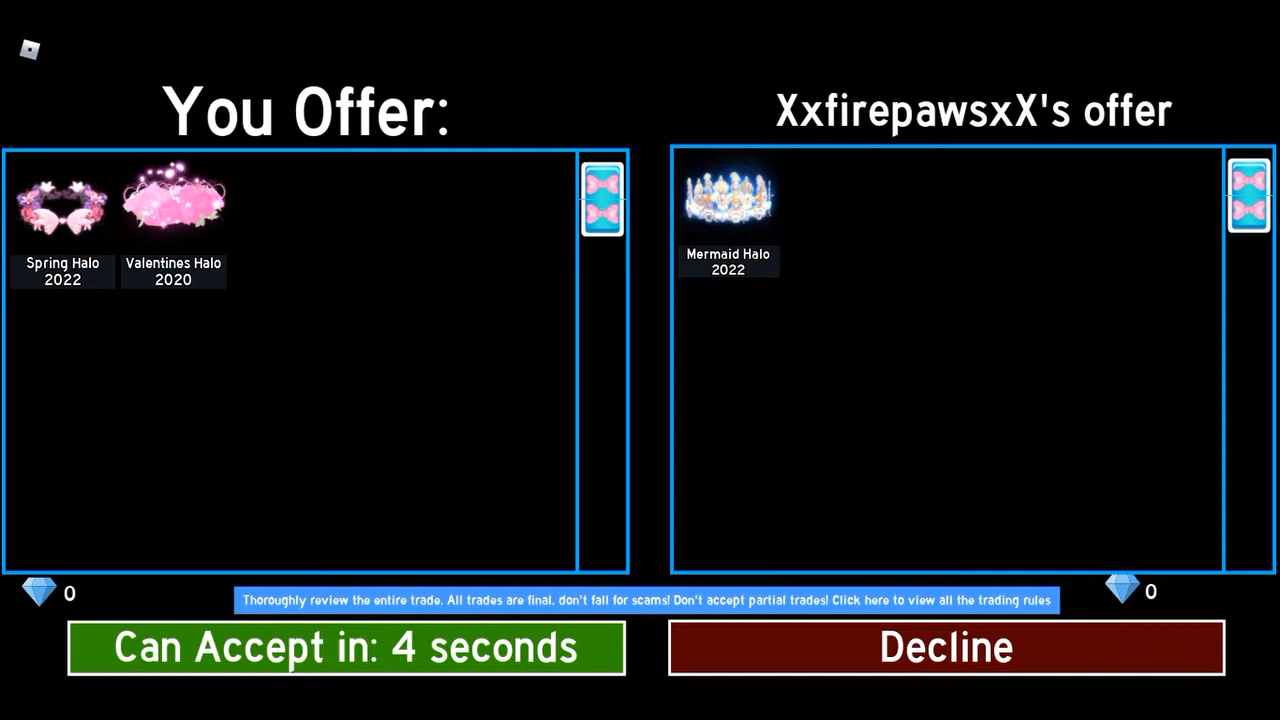 You Offer:
XxfirepawsxX's offer
Spring Halo
2022
Valentines Halo
2020
Mermaid Halo
2022
0
0
Thoroughly review the entire trade. All trades are final, don't fall for scams! Don't accept partial trades! Click here to view all the trading rules
Can Accept in: 4 seconds
Decline